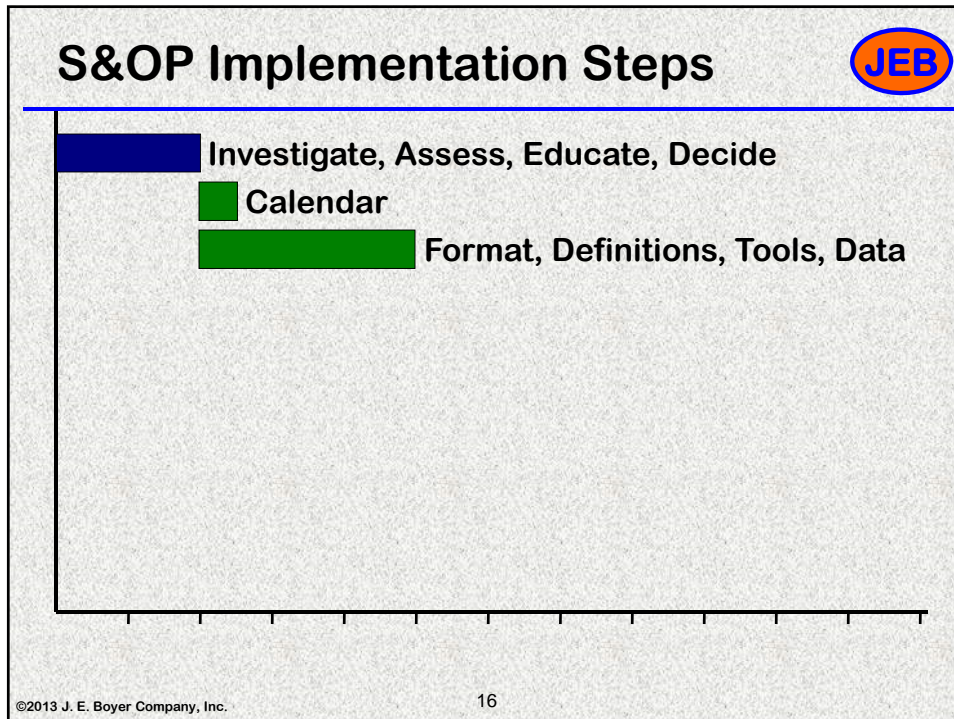 S&OP Implementation Steps
JEB
Investigate, Assess, Educate, Decide
Calendar
Format, Definitions, Tools, Data
©2013 J. E. Boyer Company, Inc.
16